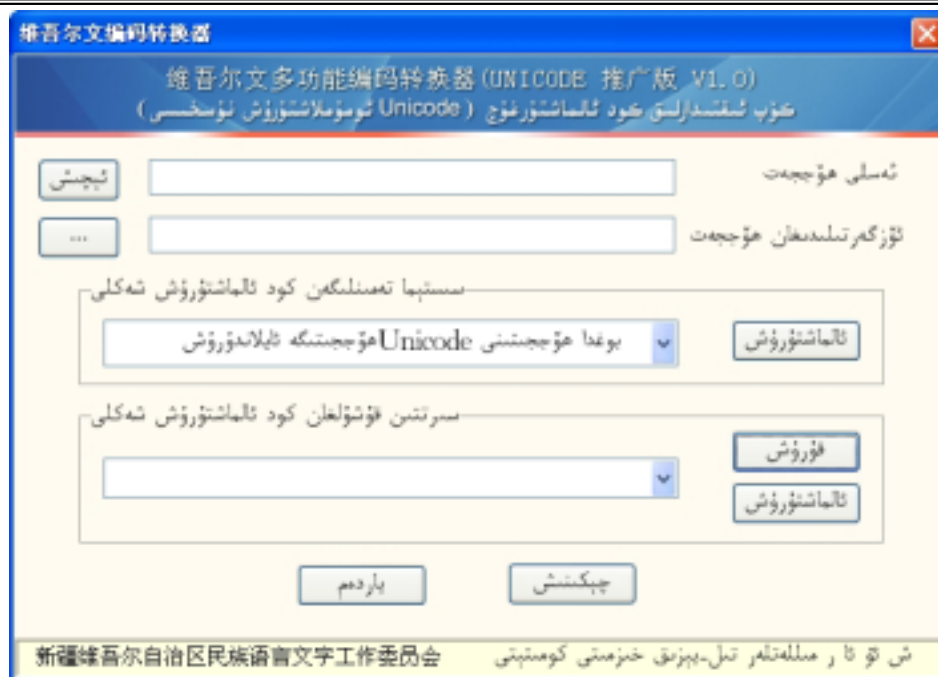 维吾尔文编码转换器
维吾尔文多功能编码转换器(UNICODE 推广版 V1.0)
كۆپ ئىقتىدارلىق كود ئالماشتۇرغۇچ ( Unicode ئومۇملاشتۇرۇش نۇسخىسى )
ئەسلى ھۆججەت
ئېچىش
ئۆزگەرتىلىدىغان ھۆججەت
...
سىستېما تەمىنلىگەن كود ئالماشتۇرۇش شەكلى
بوغدا ھۆججىتىنى Unicodeھۆججىتىگە ئايلاندۇرۇش
ئالماشتۇرۇش
سىرتتىن قۇشۇلغان كود ئالماشتۇرۇش شەكلى
قۇرۇش
ئالماشتۇرۇش
چېكىنىش
ياردەم
新疆维吾尔自治区民族语言文字工作委员会
ش ئۇ ئا ر مىللەتلەر تىل-يېزىق خىزمىتى كومىتېتى